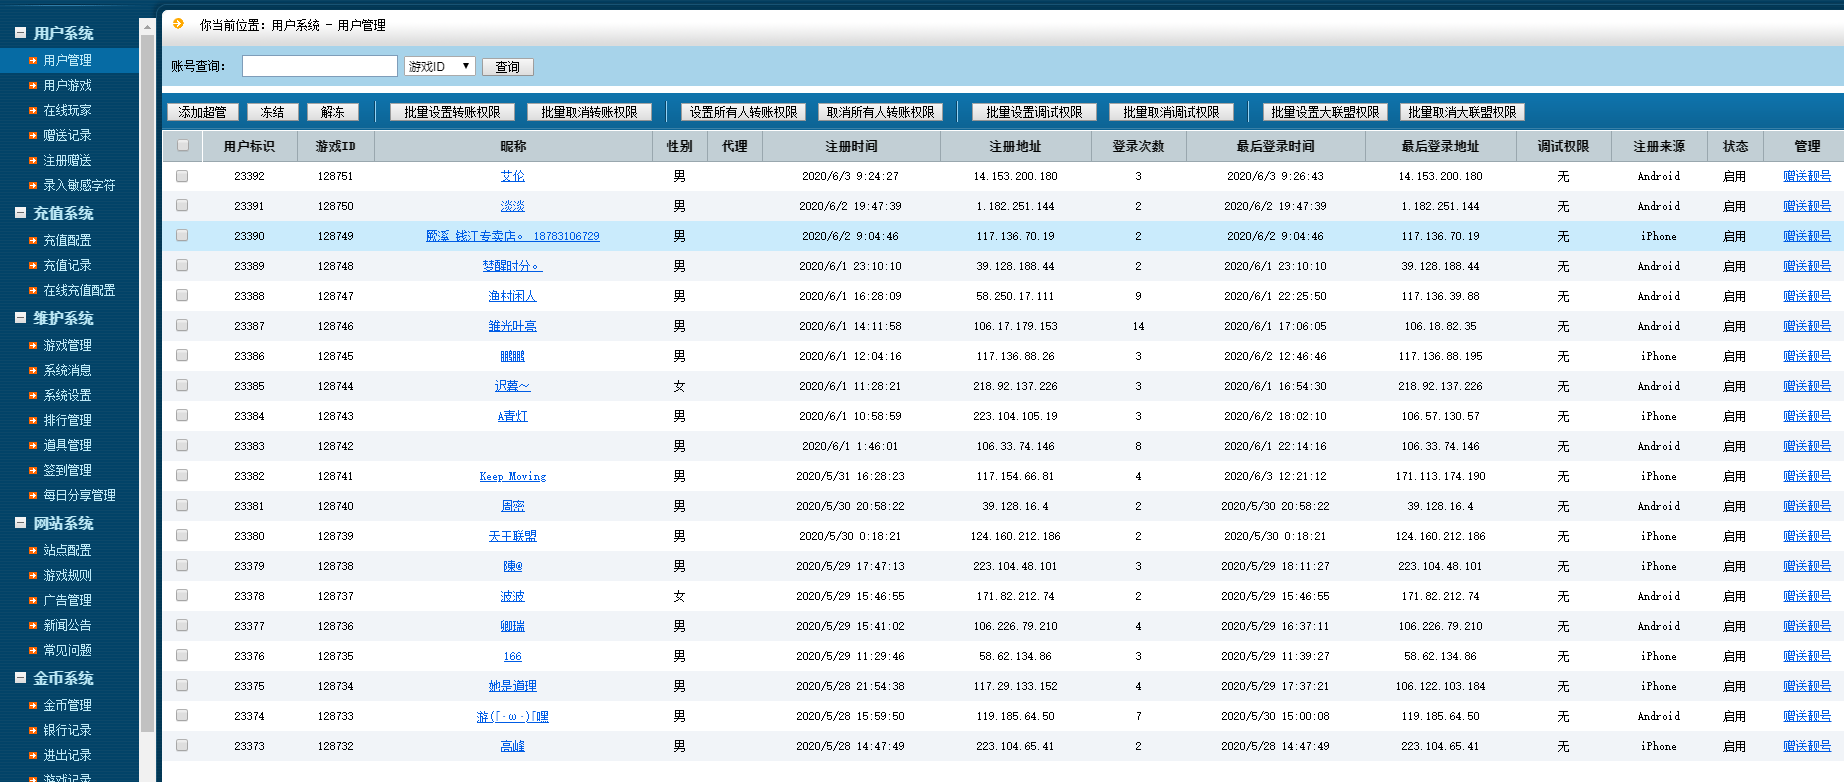 用户系统
用户管理
用户游戏
在线玩家
赠送记录
注册赠送
录入敏感字符
充值系统
充值配置
充值记录
在线充值配置
维护系统
游戏管理
系统消息
系统设置
排行管理
道具管理
签到管理
每日分享管理
网站系统
站点配置
游戏规则
广告管理
新闻公告
常见问题
金币系统
金币管理
银行记录
进出记录
游戏记录
你当前位置：用户系统 - 用户管理
账号查询： 游戏ID 查询
添加超管 冻结 解冻 批量设置转账权限 批量取消转账权限 设置所有人转账权限 取消所有人转账权限 批量设置调试权限 批量取消调试权限 批量设置大联盟权限 批量取消大联盟权限
用户标识 游戏ID 昵称 性别 代理 注册时间 注册地址 登录次数 最后登录时间 最后登录地址 调试权限 注册来源 状态 管理
23392 128751 艾伦 男 2020/6/3 9:24:27 14.153.200.180 3 2020/6/3 9:26:43 14.153.200.180 无 Android 启用 赠送靓号
23391 128750 淡淡 男 2020/6/2 19:47:39 1.182.251.144 2 2020/6/2 19:47:39 1.182.251.144 无 Android 启用 赠送靓号
23390 128749 厥溪 钱江专卖店。 18783106729 男 2020/6/2 9:04:46 117.136.70.19 2 2020/6/2 9:04:46 117.136.70.19 无 iPhone 启用 赠送靓号
23389 128748 梦醒时分。 男 2020/6/1 23:10:10 39.128.188.44 2 2020/6/1 23:10:10 39.128.188.44 无 Android 启用 赠送靓号
23388 128747 渔村闲人 男 2020/6/1 16:28:09 58.250.17.111 9 2020/6/1 22:25:50 117.136.39.88 无 Android 启用 赠送靓号
23387 128746 雏光叶亮 男 2020/6/1 14:11:58 106.17.179.153 14 2020/6/1 17:06:05 106.18.82.35 无 Android 启用 赠送靓号
23386 128745 鹏鹏 男 2020/6/1 12:04:16 117.136.88.26 3 2020/6/2 12:46:46 117.136.88.195 无 iPhone 启用 赠送靓号
23385 128744 迟暮～ 女 2020/6/1 11:28:21 218.92.137.226 3 2020/6/1 16:54:30 218.92.137.226 无 Android 启用 赠送靓号
23384 128743 A青灯 男 2020/6/1 10:58:59 223.104.105.19 3 2020/6/2 18:02:10 106.57.130.57 无 iPhone 启用 赠送靓号
23383 128742 男 2020/6/1 1:46:01 106.33.74.146 8 2020/6/1 22:14:16 106.33.74.146 无 Android 启用 赠送靓号
23382 128741 Keep Moving 男 2020/5/31 16:28:23 117.154.66.81 4 2020/6/3 12:21:12 171.113.174.190 无 iPhone 启用 赠送靓号
23381 128740 周密 男 2020/5/30 20:58:22 39.128.16.4 2 2020/5/30 20:58:22 39.128.16.4 无 Android 启用 赠送靓号
23380 128739 天王联盟 男 2020/5/30 0:18:21 124.160.212.186 2 2020/5/30 0:18:21 124.160.212.186 无 iPhone 启用 赠送靓号
23379 128738 陳@ 男 2020/5/29 17:47:13 223.104.48.101 3 2020/5/29 18:11:27 223.104.48.101 无 iPhone 启用 赠送靓号
23378 128737 波波 女 2020/5/29 15:46:55 171.82.212.74 2 2020/5/29 15:46:55 171.82.212.74 无 Android 启用 赠送靓号
23377 128736 卿瑞 男 2020/5/29 15:41:02 106.226.79.210 4 2020/5/29 16:37:11 106.226.79.210 无 Android 启用 赠送靓号
23376 128735 166 男 2020/5/29 11:29:46 58.62.134.86 3 2020/5/29 11:39:27 58.62.134.86 无 iPhone 启用 赠送靓号
23375 128734 她是道理 男 2020/5/28 21:54:38 117.29.133.152 4 2020/5/29 17:37:21 106.122.103.184 无 iPhone 启用 赠送靓号
23374 128733 游(｢･ω･)｢嘿 男 2020/5/28 15:59:50 119.185.64.50 7 2020/5/30 15:00:08 119.185.64.50 无 Android 启用 赠送靓号
23373 128732 高峰 男 2020/5/28 14:47:49 223.104.65.41 2 2020/5/28 14:47:49 223.104.65.41 无 iPhone 启用 赠送靓号